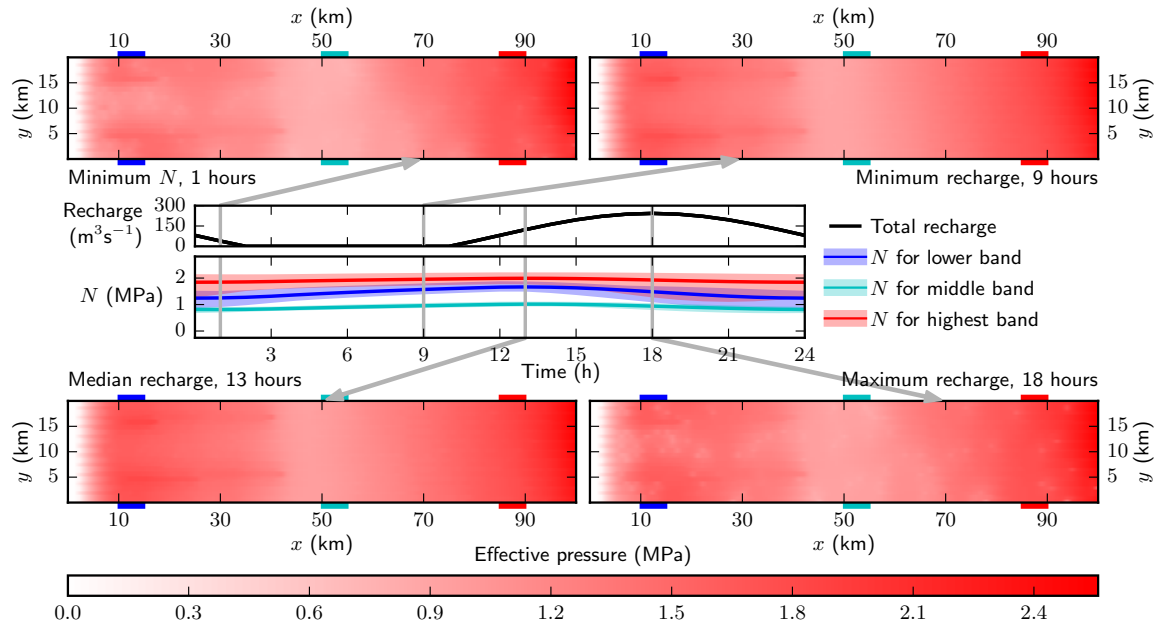 x (km)
x (km)
10 30 50 70 90
10 30 50 70 90
y (km)
15
10
5
15
10
5
y (km)
Minimum N, 1 hours
Minimum recharge, 9 hours
Recharge
(m³s⁻¹)
300
150
0
N (MPa)
2
1
0
3 6 9 12 15 18 21 24
Time (h)
Total recharge
N for lower band
N for middle band
N for highest band
Median recharge, 13 hours
Maximum recharge, 18 hours
y (km)
15
10
5
15
10
5
y (km)
10 30 50 70 90
10 30 50 70 90
x (km)
x (km)
Effective pressure (MPa)
0.0 0.3 0.6 0.9 1.2 1.5 1.8 2.1 2.4